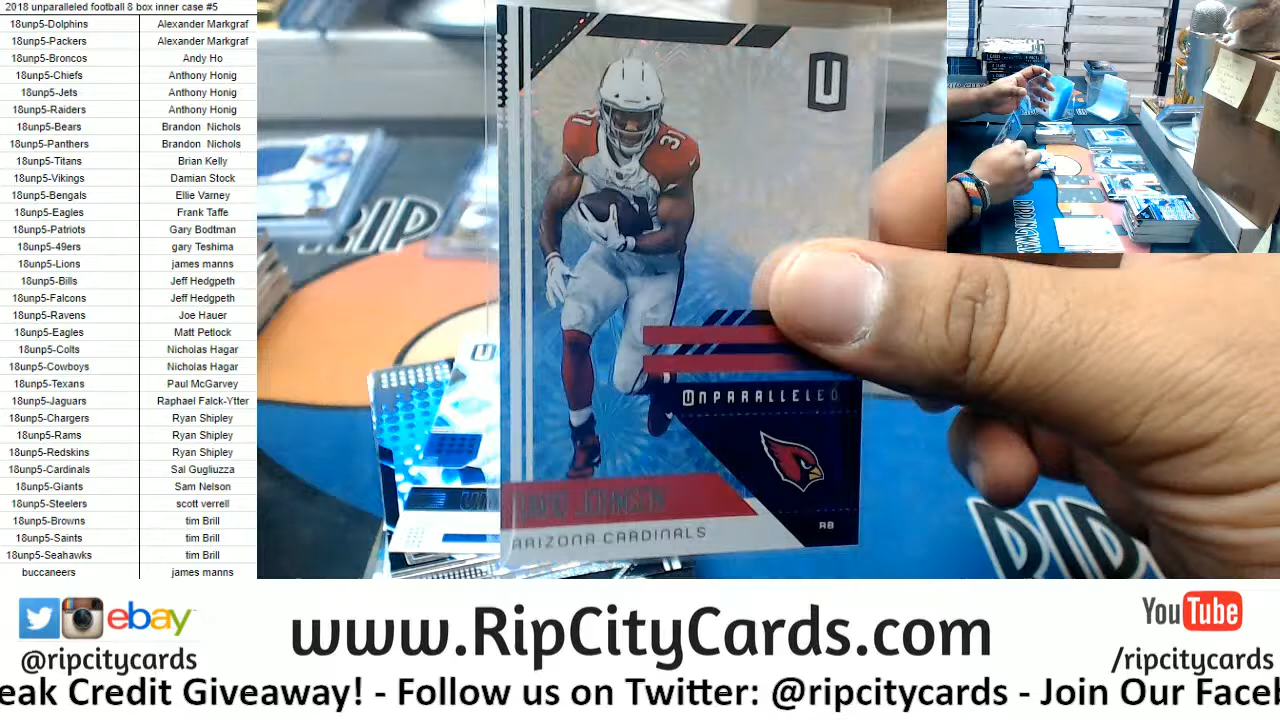 2018 unparalleled football 8 box inner case #5
18unp5-Dolphins Alexander Markgraf
18unp5-Packers Alexander Markgraf
18unp5-Broncos Andy Ho
18unp5-Chiefs Anthony Honig
18unp5-Jets Anthony Honig
18unp5-Raiders Anthony Honig
18unp5-Bears Brandon Nichols
18unp5-Panthers Brandon Nichols
18unp5-Titans Brian Kelly
18unp5-Vikings Damian Stock
18unp5-Bengals Ellie Varney
18unp5-Eagles Frank Taffe
18unp5-Patriots Gary Bodtman
18unp5-49ers gary Teshima
18unp5-Lions james manns
18unp5-Bills Jeff Hedgpeth
18unp5-Falcons Jeff Hedgpeth
18unp5-Ravens Joe Hauer
18unp5-Eagles Matt Petlock
18unp5-Colts Nicholas Hagar
18unp5-Cowboys Nicholas Hagar
18unp5-Texans Paul McGarvey
18unp5-Jaguars Raphael Falck-Ytter
18unp5-Chargers Ryan Shipley
18unp5-Rams Ryan Shipley
18unp5-Redskins Ryan Shipley
18unp5-Cardinals Sal Gugliuzza
18unp5-Giants Sam Nelson
18unp5-Steelers scott verrell
18unp5-Browns tim Brill
18unp5-Saints tim Brill
18unp5-Seahawks tim Brill
buccaneers james manns
U
31
31
UNPARALLELED
DAVID JOHNSON
ARIZONA CARDINALS
RB
RIP
RIP
U
ebay
@ripcitycards
www.RipCityCards.com
YouTube
/ripcitycards
eak Credit Giveaway! - Follow us on Twitter: @ripcitycards - Join Our Faceb